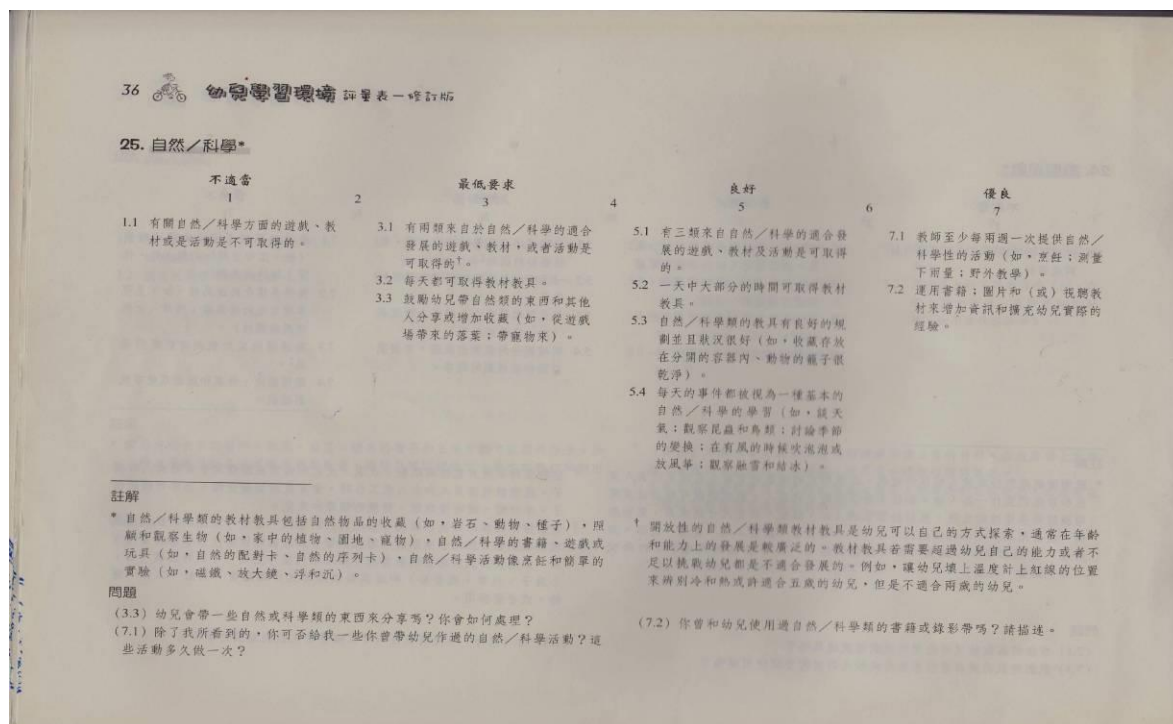 36 幼兒學習環境 評量表—修訂版
25. 自然／科學*
不適當
1
2
最低要求
3
4
良好
5
6
優良
7
1.1 有關自然／科學方面的遊戲、教
材或是活動是不可取得的。
3.1 有兩類來自於自然／科學的適合
發展的遊戲、教材，或者活動是
可取得的†。
3.2 每天都可取得教材教具。
3.3 鼓勵幼兒帶自然類的東西和其他
人分享或增加收藏（如，從遊戲
場帶來的落葉；帶寵物來）。
5.1 有三類來自自然／科學的適合發
展的遊戲、教材及活動是可取得
的。
5.2 一天中大部分的時間可取得教材
教具。
5.3 自然／科學類的教具有良好的規
劃並且狀況很好（如，收藏存放
在分開的容器內、動物的籠子很
乾淨）。
5.4 每天的事件都被視為一種基本的
自然／科學的學習（如，談天
氣；觀察昆蟲和鳥類；討論季節
的變換；在有風的時候吹泡泡或
放風箏；觀察融雪和結冰）。
7.1 教師至少每兩週一次提供自然／
科學性的活動（如，烹飪；測量
下雨量；野外教學）。
7.2 運用書籍；圖片和（或）視聽教
材來增加資訊和擴充幼兒實際的
經驗。
註解
* 自然／科學類的教材教具包括自然物品的收藏（如，岩石、動物、種子），照
顧和觀察生物（如，家中的植物、園地、寵物），自然／科學的書籍、遊戲或
玩具（如，自然的配對卡、自然的序列卡），自然／科學活動像烹飪和簡單的
實驗（如，磁鐵、放大鏡、浮和沉）。
† 開放性的自然／科學類教材教具是幼兒可以自己的方式探索，通常在年齡
和能力上的發展是較廣泛的。教材教具若需要超過幼兒自己的能力或者不
足以挑戰幼兒都是不適合發展的。例如，讓幼兒填上溫度計上紅線的位置
來辨別冷和熱或許適合五歲的幼兒，但是不適合兩歲的幼兒。
問題
（3.3）幼兒會帶一些自然或科學類的東西來分享嗎？你會如何處理？
（7.1）除了我所看到的，你可否給我一些你曾帶幼兒作過的自然／科學活動？這
些活動多久做一次？
（7.2）你曾和幼兒使用過自然／科學類的書籍或錄影帶嗎？請描述。